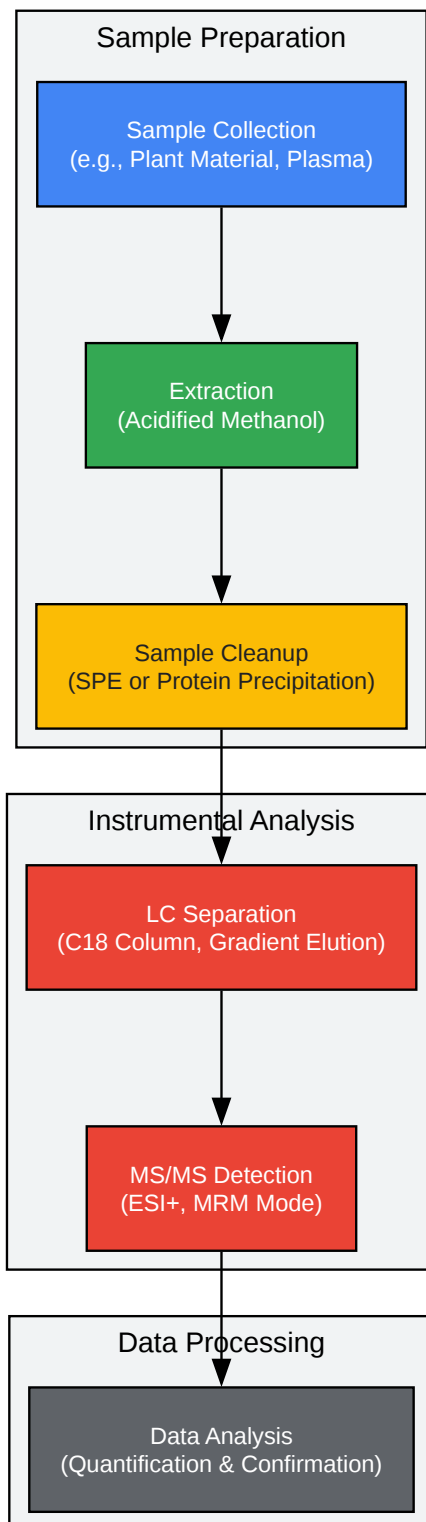 Sample Preparation
Sample Collection
(e.g., Plant Material, Plasma)
Extraction
(Acidified Methanol)
Sample Cleanup
(SPE or Protein Precipitation)
Instrumental Analysis
LC Separation
(C18 Column, Gradient Elution)
MS/MS Detection
(ESI+, MRM Mode)
Data Processing
Data Analysis
(Quantification & Confirmation)